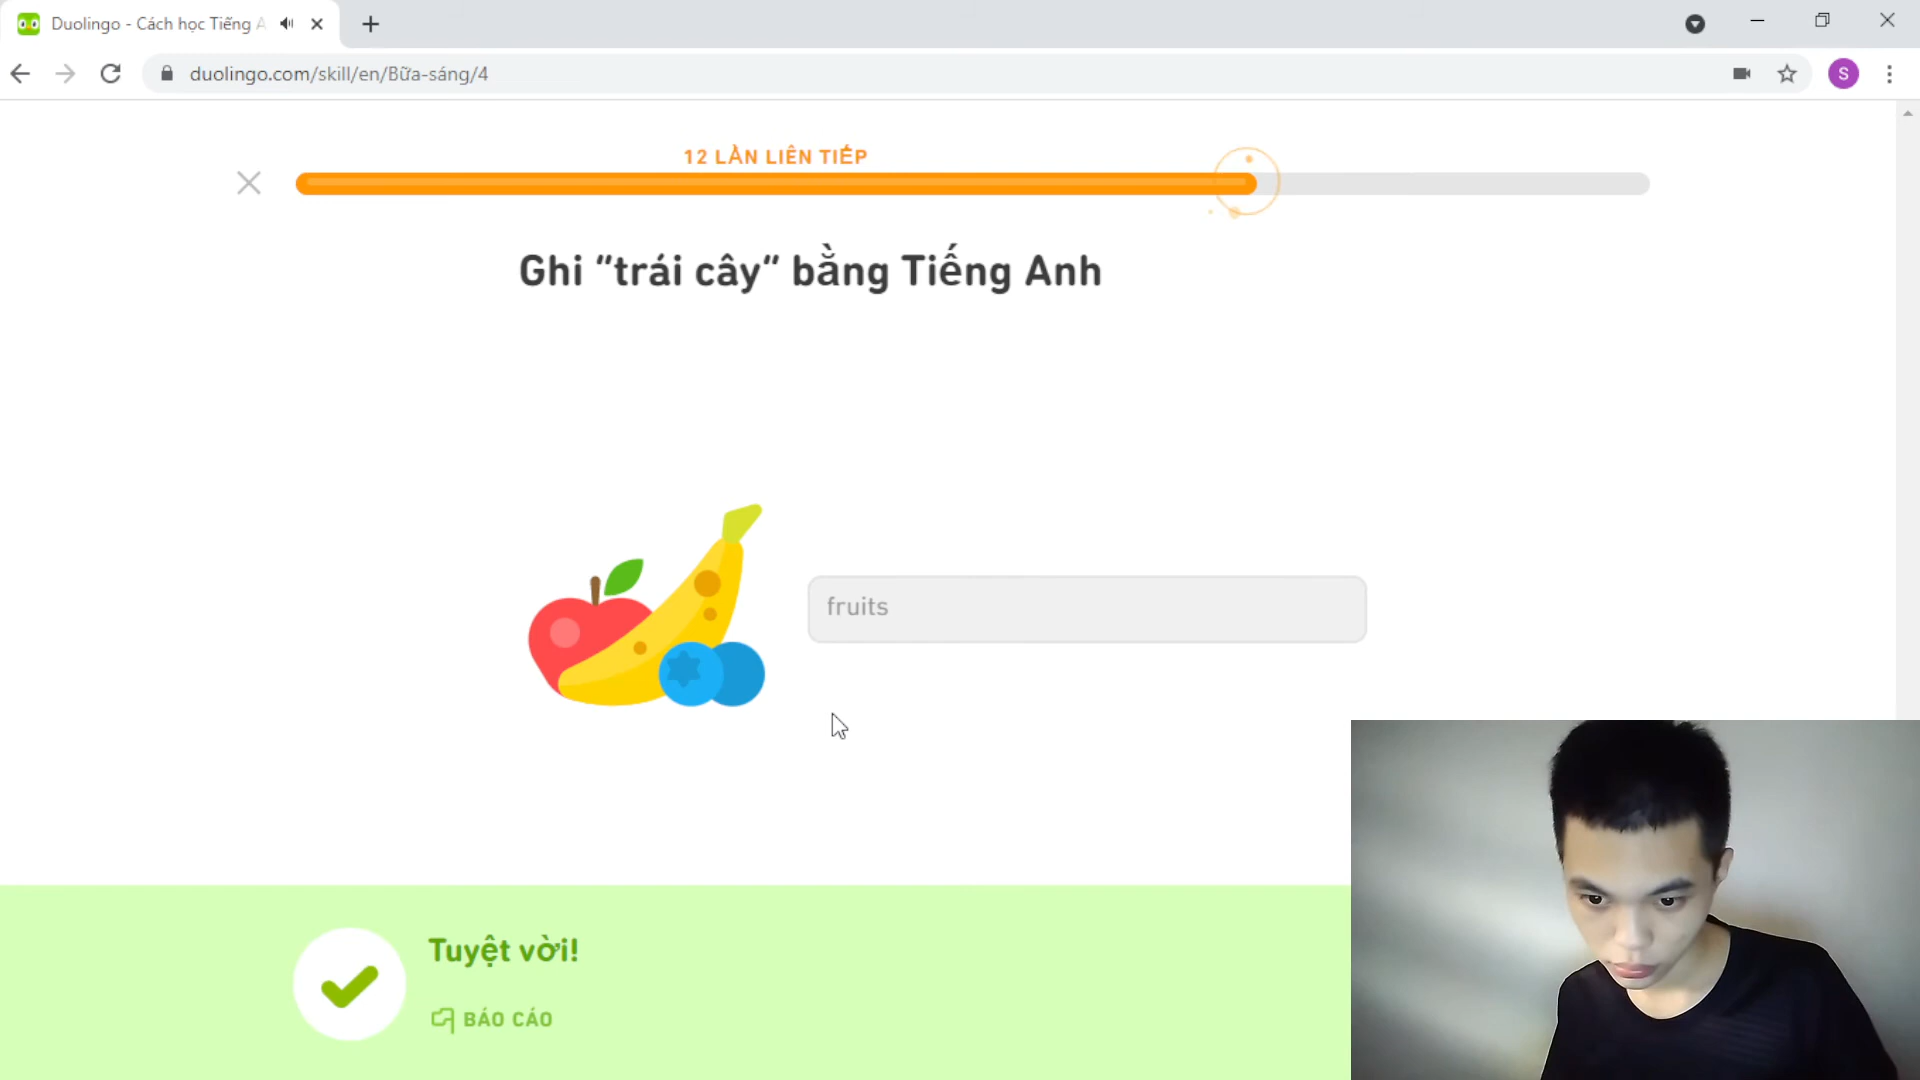 Duolingo - Cách học Tiếng A
duolingo.com/skill/en/Bữa-sáng/4
S
12 LẦN LIÊN TIẾP
Ghi "trái cây" bằng Tiếng Anh
fruits
Tuyệt vời!
BÁO CÁO